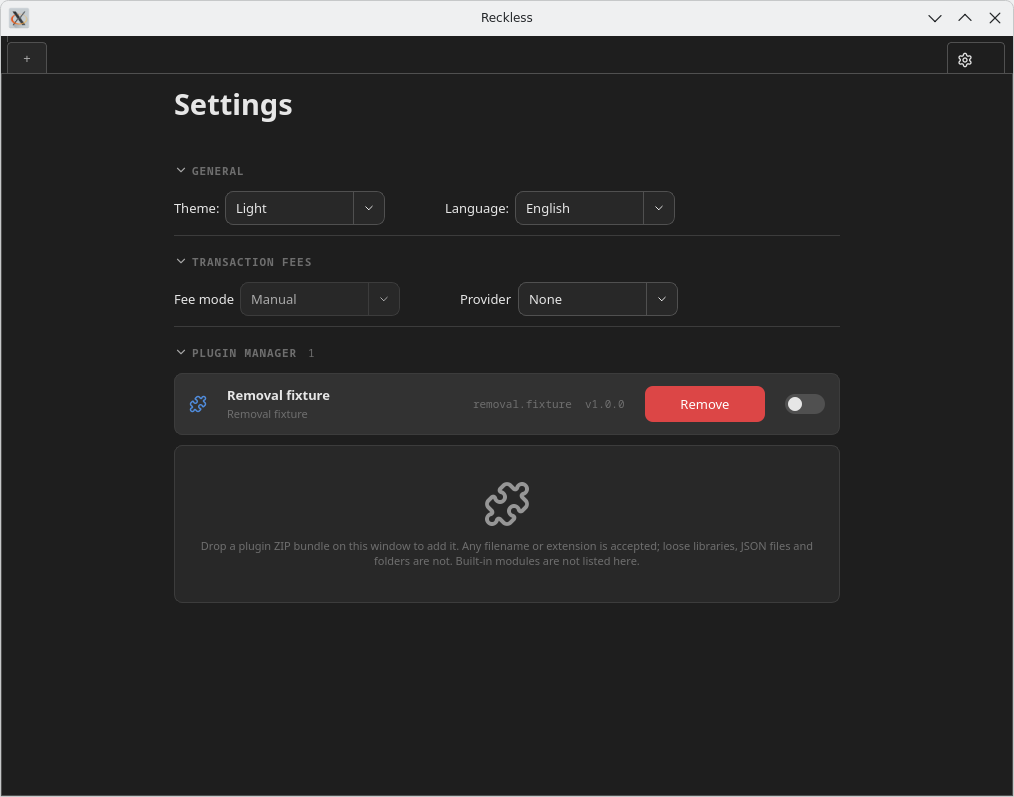 Reckless
+
Settings
GENERAL
Theme: Light Language: English
TRANSACTION FEES
Fee mode Manual Provider None
PLUGIN MANAGER 1
Removal fixture
Removal fixture
removal.fixture v1.0.0 Remove
Drop a plugin ZIP bundle on this window to add it. Any filename or extension is accepted; loose libraries, JSON files and
folders are not. Built-in modules are not listed here.